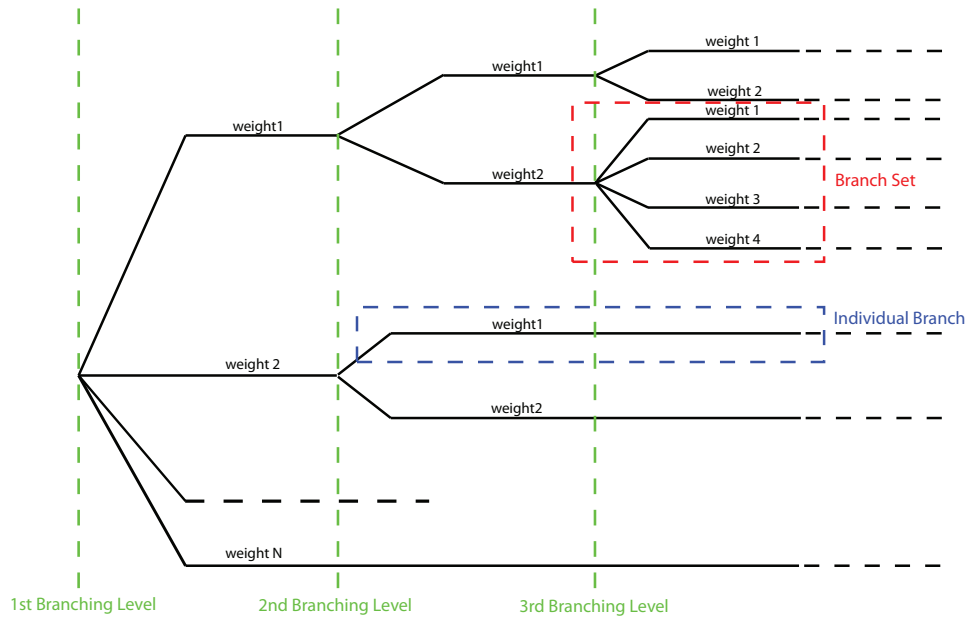 weight 1
weight1
weight 2
weight 1
weight1
weight 2
weight2
Branch Set
weight 3
weight 4
Individual Branch
weight1
weight 2
weight2
weight N
1st Branching Level
2nd Branching Level
3rd Branching Level